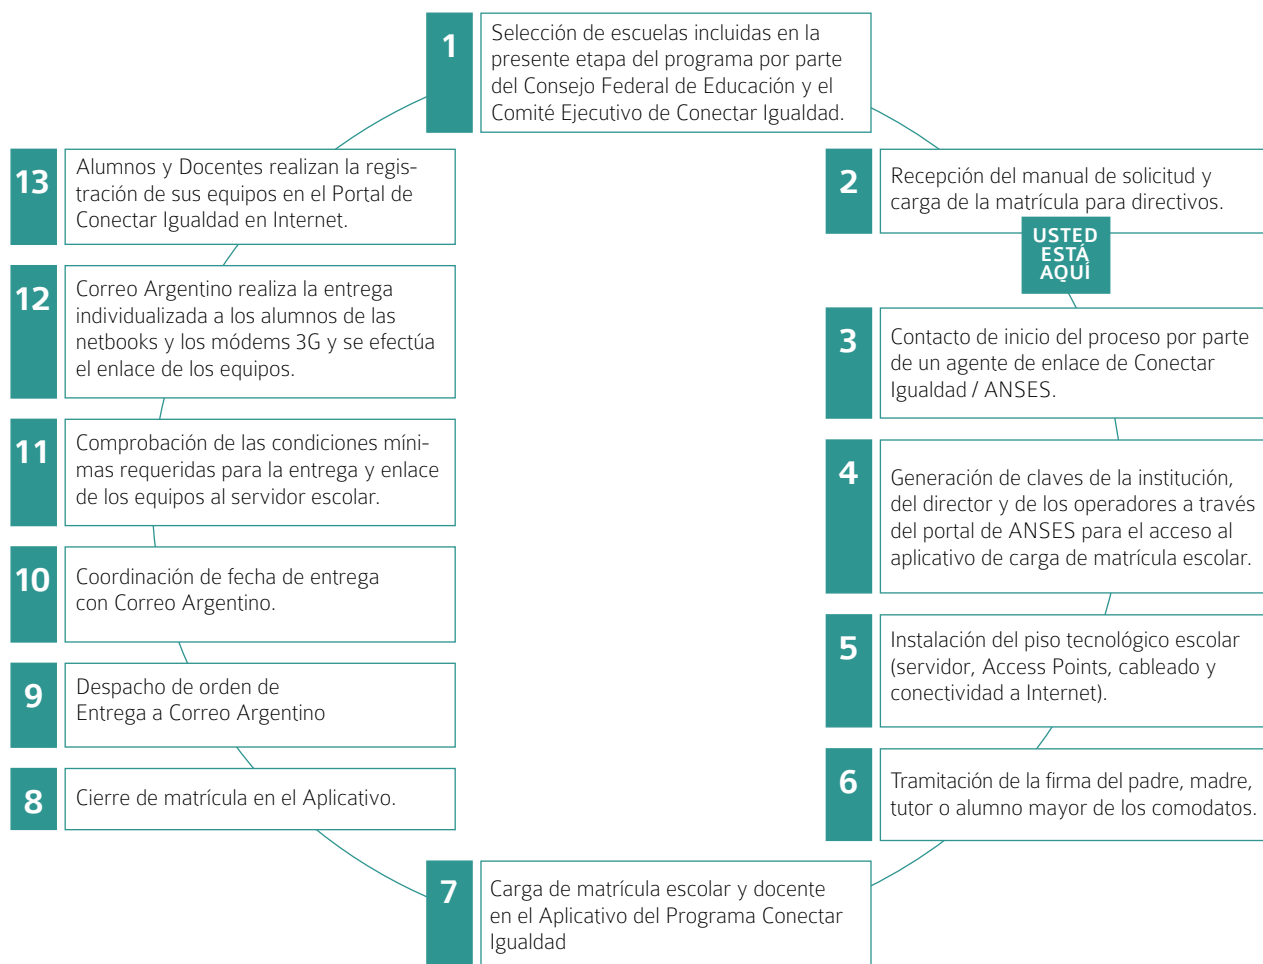 1
Selección de escuelas incluidas en la
presente etapa del programa por parte
del Consejo Federal de Educación y el
Comité Ejecutivo de Conectar Igualdad.
2
Recepción del manual de solicitud y
carga de la matrícula para directivos.
USTED
ESTÁ
AQUÍ
3
Contacto de inicio del proceso por parte
de un agente de enlace de Conectar
Igualdad / ANSES.
4
Generación de claves de la institución,
del director y de los operadores a través
del portal de ANSES para el acceso al
aplicativo de carga de matrícula escolar.
5
Instalación del piso tecnológico escolar
(servidor, Access Points, cableado y
conectividad a Internet).
6
Tramitación de la firma del padre, madre,
tutor o alumno mayor de los comodatos.
7
Carga de matrícula escolar y docente
en el Aplicativo del Programa Conectar
Igualdad
8
Cierre de matrícula en el Aplicativo.
9
Despacho de orden de
Entrega a Correo Argentino
10
Coordinación de fecha de entrega
con Correo Argentino.
11
Comprobación de las condiciones míni-
mas requeridas para la entrega y enlace
de los equipos al servidor escolar.
12
Correo Argentino realiza la entrega
individualizada a los alumnos de las
netbooks y los módems 3G y se efectúa
el enlace de los equipos.
13
Alumnos y Docentes realizan la regis-
tración de sus equipos en el Portal de
Conectar Igualdad en Internet.